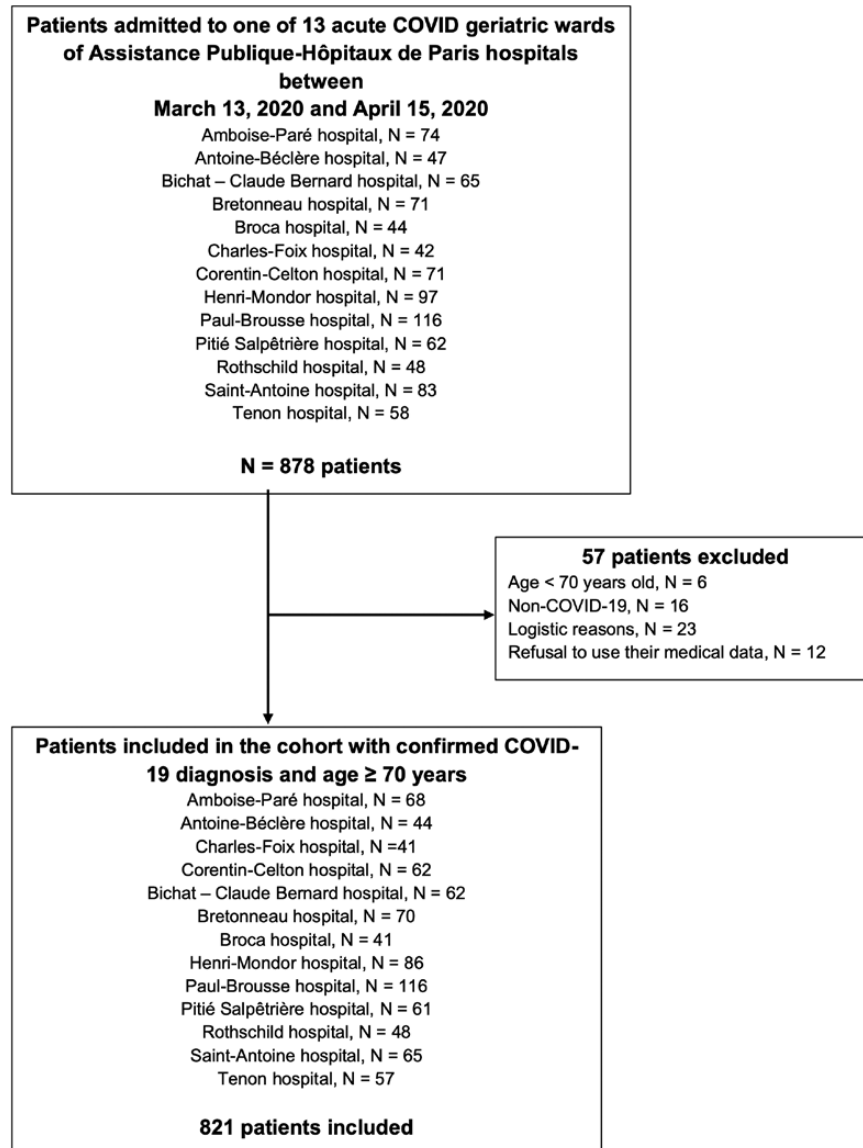 Patients admitted to one of 13 acute COVID geriatric wards
of Assistance Publique-Hôpitaux de Paris hospitals
between
March 13, 2020 and April 15, 2020
Amboise-Paré hospital, N = 74
Antoine-Béclère hospital, N = 47
Bichat – Claude Bernard hospital, N = 65
Bretonneau hospital, N = 71
Broca hospital, N = 44
Charles-Foix hospital, N = 42
Corentin-Celton hospital, N = 71
Henri-Mondor hospital, N = 97
Paul-Brousse hospital, N = 116
Pitié Salpêtrière hospital, N = 62
Rothschild hospital, N = 48
Saint-Antoine hospital, N = 83
Tenon hospital, N = 58
N = 878 patients
57 patients excluded
Age < 70 years old, N = 6
Non-COVID-19, N = 16
Logistic reasons, N = 23
Refusal to use their medical data, N = 12
Patients included in the cohort with confirmed COVID-
19 diagnosis and age ≥ 70 years
Amboise-Paré hospital, N = 68
Antoine-Béclère hospital, N = 44
Charles-Foix hospital, N =41
Corentin-Celton hospital, N = 62
Bichat – Claude Bernard hospital, N = 62
Bretonneau hospital, N = 70
Broca hospital, N = 41
Henri-Mondor hospital, N = 86
Paul-Brousse hospital, N = 116
Pitié Salpêtrière hospital, N = 61
Rothschild hospital, N = 48
Saint-Antoine hospital, N = 65
Tenon hospital, N = 57
821 patients included